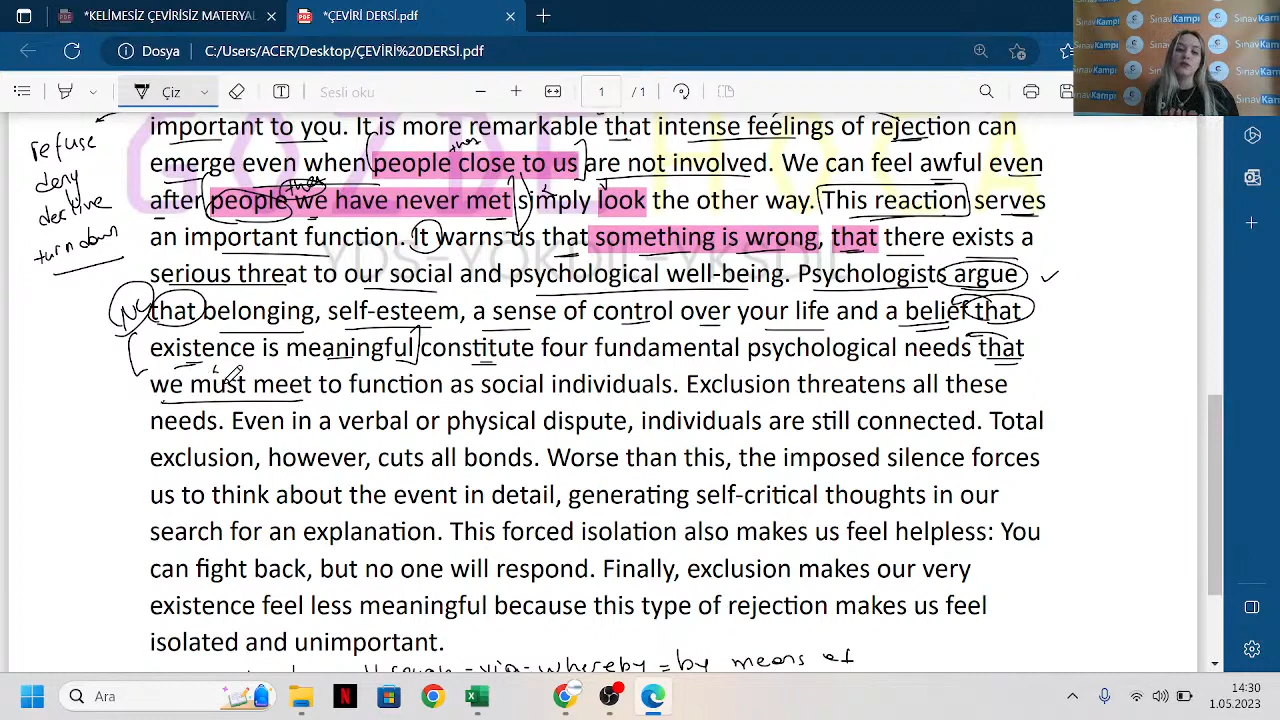 *KELİMESİZ ÇEVİRİSİZ MATERYAL
*ÇEVİRİ DERSİ.pdf
Dosya
C:/Users/ACER/Desktop/ÇEVİRİ%20DERSİ.pdf
Çiz
Sesli oku
1
/ 1
Sınav Kampı
important to you. It is more remarkable that intense feelings of rejection can
emerge even when people close to us are not involved. We can feel awful even
after people we have never met simply look the other way. This reaction serves
an important function. It warns us that something is wrong, that there exists a
serious threat to our social and psychological well-being. Psychologists argue
that belonging, self-esteem, a sense of control over your life and a belief that
existence is meaningful constitute four fundamental psychological needs that
we must meet to function as social individuals. Exclusion threatens all these
needs. Even in a verbal or physical dispute, individuals are still connected. Total
exclusion, however, cuts all bonds. Worse than this, the imposed silence forces
us to think about the event in detail, generating self-critical thoughts in our
search for an explanation. This forced isolation also makes us feel helpless: You
can fight back, but no one will respond. Finally, exclusion makes our very
existence feel less meaningful because this type of rejection makes us feel
isolated and unimportant.
refuse
deny
decline
turn down
NC
through = via = whereby = by means of
YDS-YÖKDİL-YKSDİL
Ara
14:30
1.05.2023